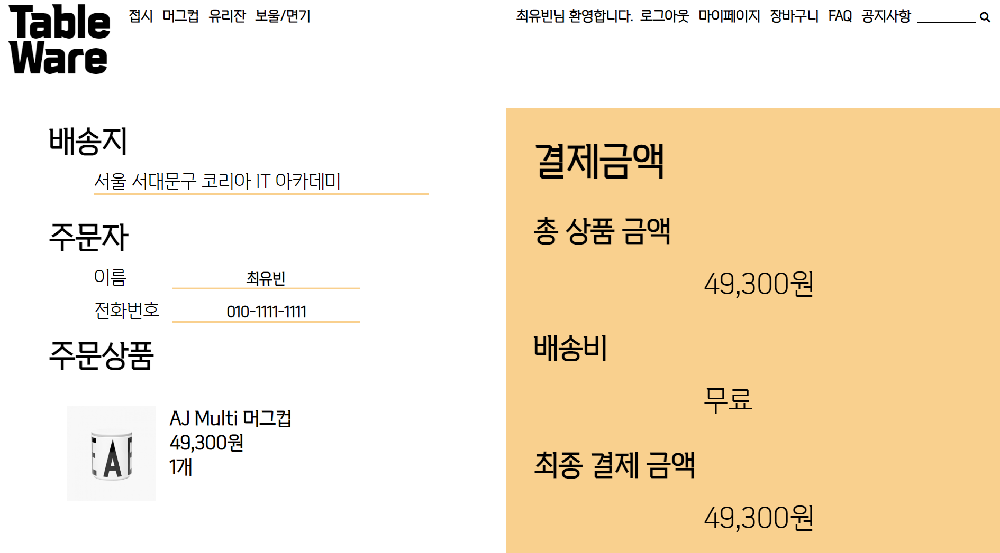 Table
Ware
접시 머그컵 유리잔 보울/면기
최유빈님 환영합니다. 로그아웃 마이페이지 장바구니 FAQ 공지사항
배송지
서울 서대문구 코리아 IT 아카데미
주문자
이름 최유빈
전화번호 010-1111-1111
주문상품
AJ Multi 머그컵
49,300원
1개
A
결제금액
총 상품 금액
49,300원
배송비
무료
최종 결제 금액
49,300원